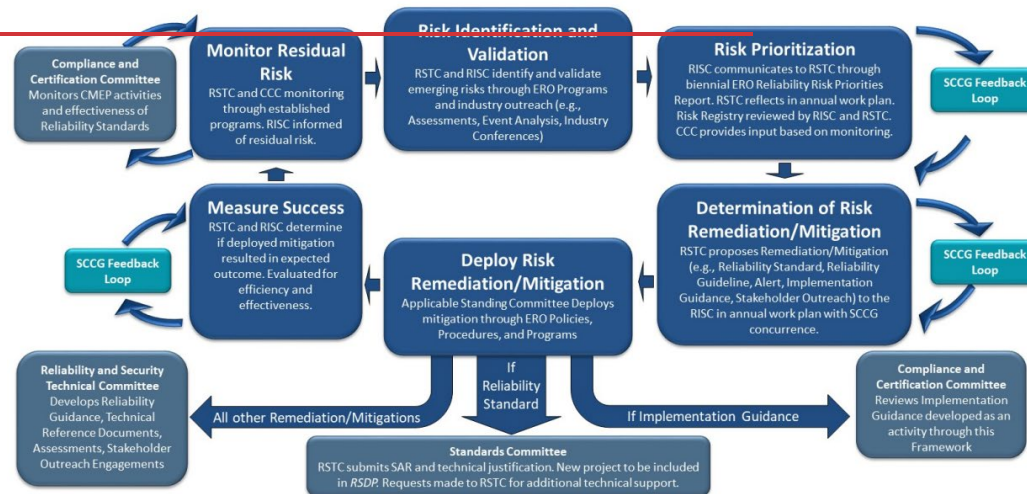 Compliance and
Certification Committee
Monitors CMEP activities
and effectiveness of
Reliability Standards
Monitor Residual
Risk
RSTC and CCC monitoring
through established
programs. RISC informed
of residual risk.
Risk Identification and
Validation
RSTC and RISC identify and validate
emerging risks through ERO Programs
and industry outreach (e.g.,
Assessments, Event Analysis, Industry
Conferences)
Risk Prioritization
RISC communicates to RSTC through
biennial ERO Reliability Risk Priorities
Report. RSTC reflects in annual work plan.
Risk Registry reviewed by RISC and RSTC.
CCC provides input based on monitoring.
SCCG Feedback
Loop
SCCG Feedback
Loop
Measure Success
RSTC and RISC determine
if deployed mitigation
resulted in expected
outcome. Evaluated for
efficiency and
effectiveness.
Deploy Risk
Remediation/Mitigation
Applicable Standing Committee Deploys
mitigation through ERO Policies,
Procedures, and Programs
Determination of Risk
Remediation/Mitigation
RSTC proposes Remediation/Mitigation
(e.g., Reliability Standard, Reliability
Guideline, Alert, Implementation
Guidance, Stakeholder Outreach) to the
RISC in annual work plan with SCCG
concurrence.
SCCG Feedback
Loop
Reliability and Security
Technical Committee
Develops Reliability
Guidance, Technical
Reference Documents,
Assessments, Stakeholder
Outreach Engagements
All other Remediation/Mitigations
If
Reliability
Standard
If Implementation Guidance
Compliance and
Certification Committee
Reviews Implementation
Guidance developed as an
activity through this
Framework
Standards Committee
RSTC submits SAR and technical justification. New project to be included
in RSDP. Requests made to RSTC for additional technical support.